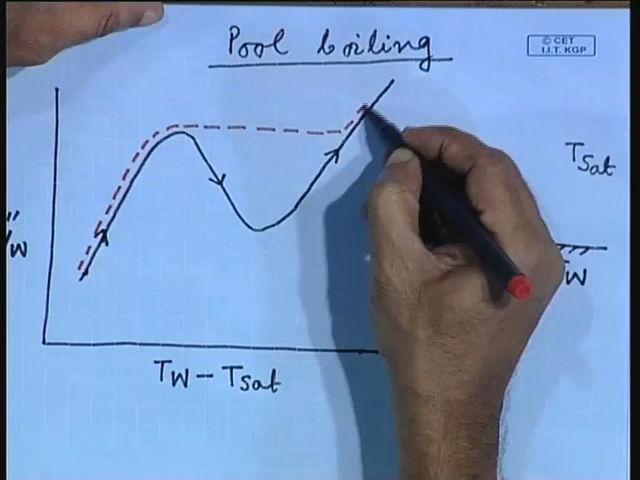 Pool boiling
© CET
I.I.T. KGP
TSat
"
W
W
TW – TSat